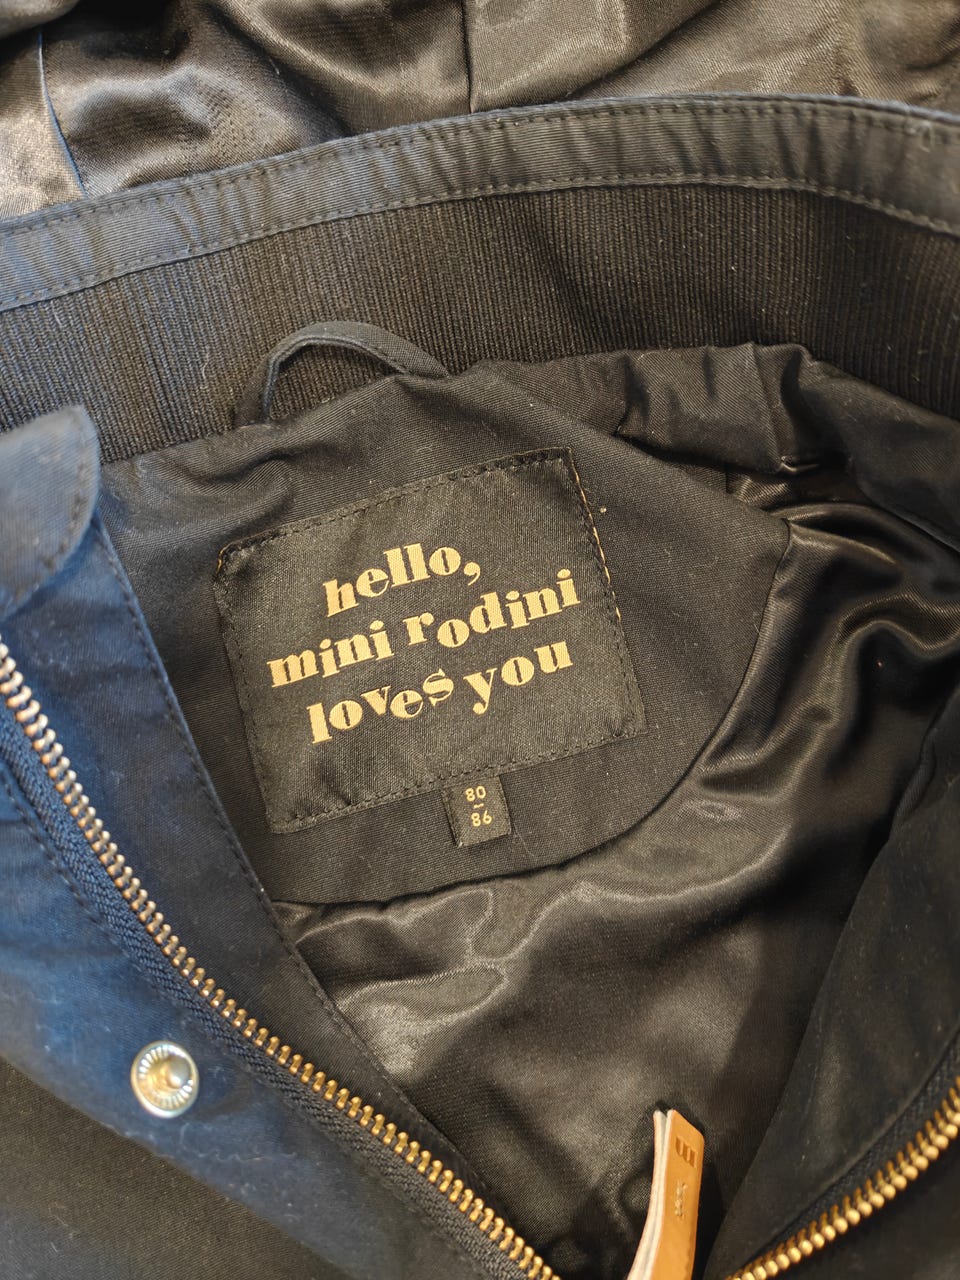 hello,
mini rodini
loves you
80
~
86